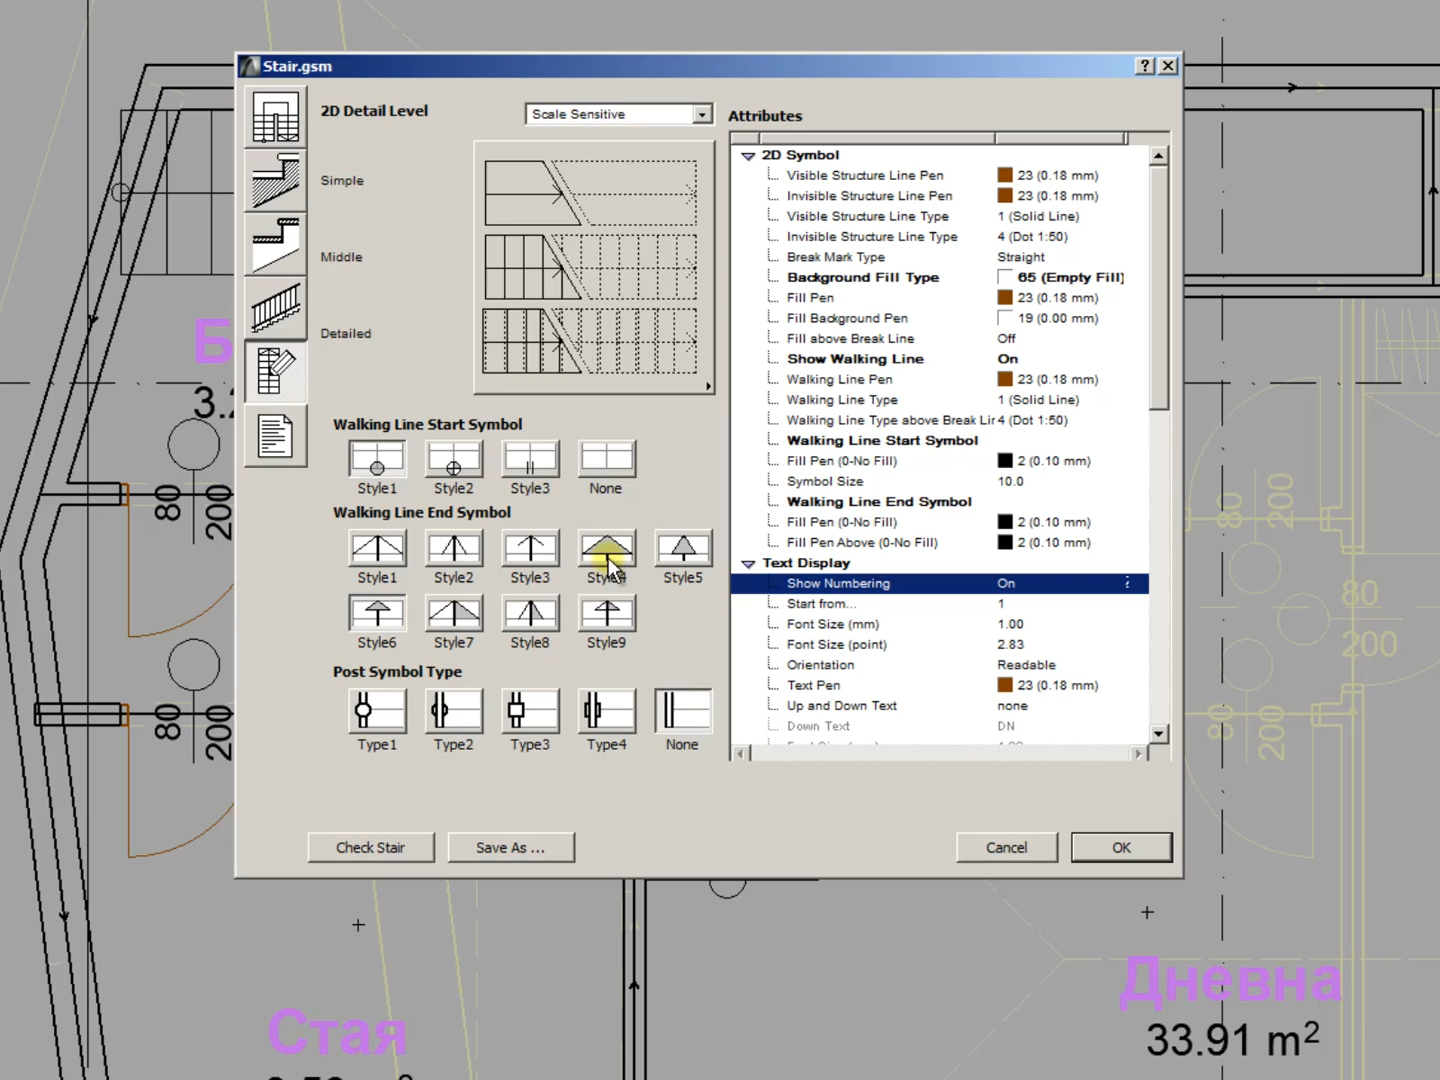 Stair.gsm
2D Detail Level
Scale Sensitive
Simple
Middle
Detailed
Walking Line Start Symbol
Style1 Style2 Style3 None
Walking Line End Symbol
Style1 Style2 Style3 Style4 Style5
Style6 Style7 Style8 Style9
Post Symbol Type
Type1 Type2 Type3 Type4 None
Check Stair
Save As ...
Attributes
2D Symbol
Visible Structure Line Pen 23 (0.18 mm)
Invisible Structure Line Pen 23 (0.18 mm)
Visible Structure Line Type 1 (Solid Line)
Invisible Structure Line Type 4 (Dot 1:50)
Break Mark Type Straight
Background Fill Type 65 (Empty Fill)
Fill Pen 23 (0.18 mm)
Fill Background Pen 19 (0.00 mm)
Fill above Break Line Off
Show Walking Line On
Walking Line Pen 23 (0.18 mm)
Walking Line Type 1 (Solid Line)
Walking Line Type above Break Lir 4 (Dot 1:50)
Walking Line Start Symbol
Fill Pen (0-No Fill) 2 (0.10 mm)
Symbol Size 10.0
Walking Line End Symbol
Fill Pen (0-No Fill) 2 (0.10 mm)
Fill Pen Above (0-No Fill) 2 (0.10 mm)
Text Display
Show Numbering On
Start from... 1
Font Size (mm) 1.00
Font Size (point) 2.83
Orientation Readable
Text Pen 23 (0.18 mm)
Up and Down Text none
Down Text DN
Cancel
OK
Б
3.2
80
200
80
200
80
200
80
200
80
200
Стая
Дневна
33.91 m²